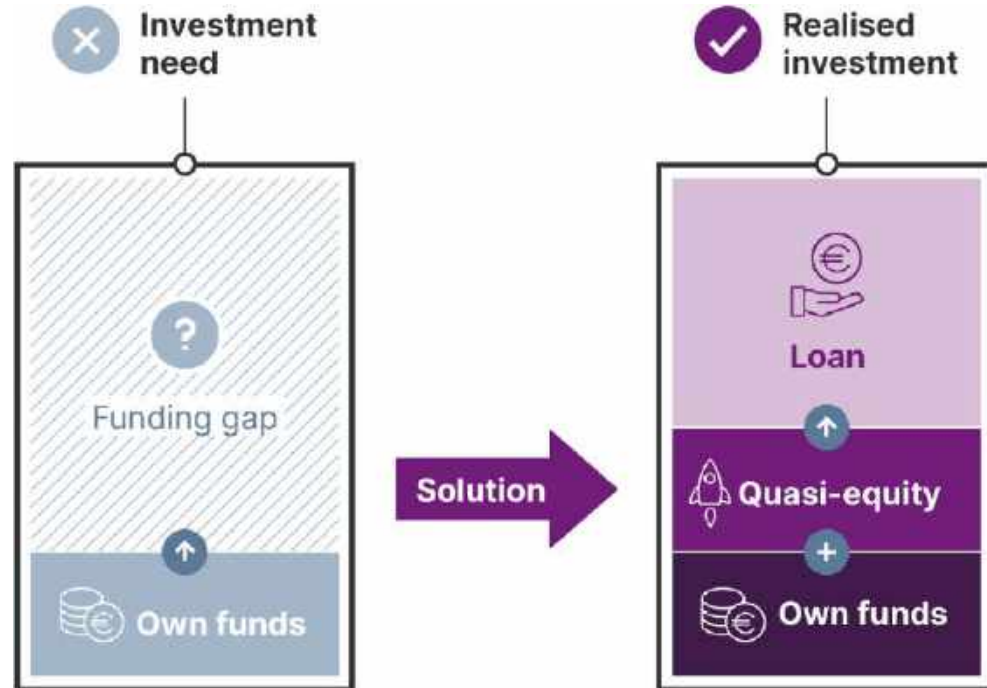 Investment
need
?
Funding gap
€
Own funds
Solution
Realised
investment
€
Loan
Quasi-equity
+
€
Own funds